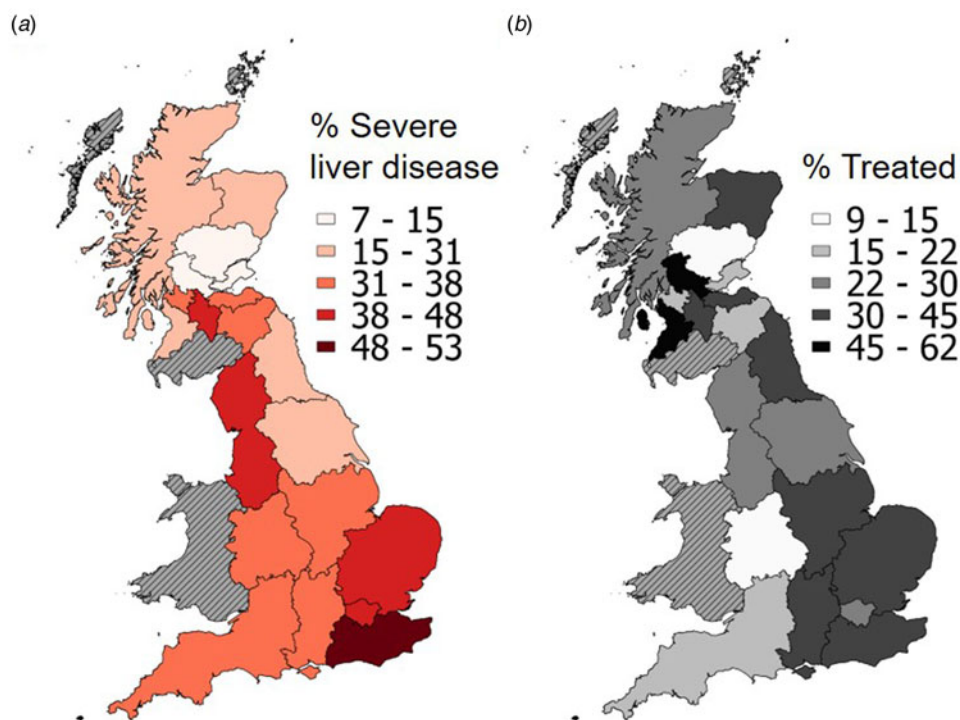 (a)
% Severe
liver disease
7 - 15
15 - 31
31 - 38
38 - 48
48 - 53
(b)
% Treated
9 - 15
15 - 22
22 - 30
30 - 45
45 - 62